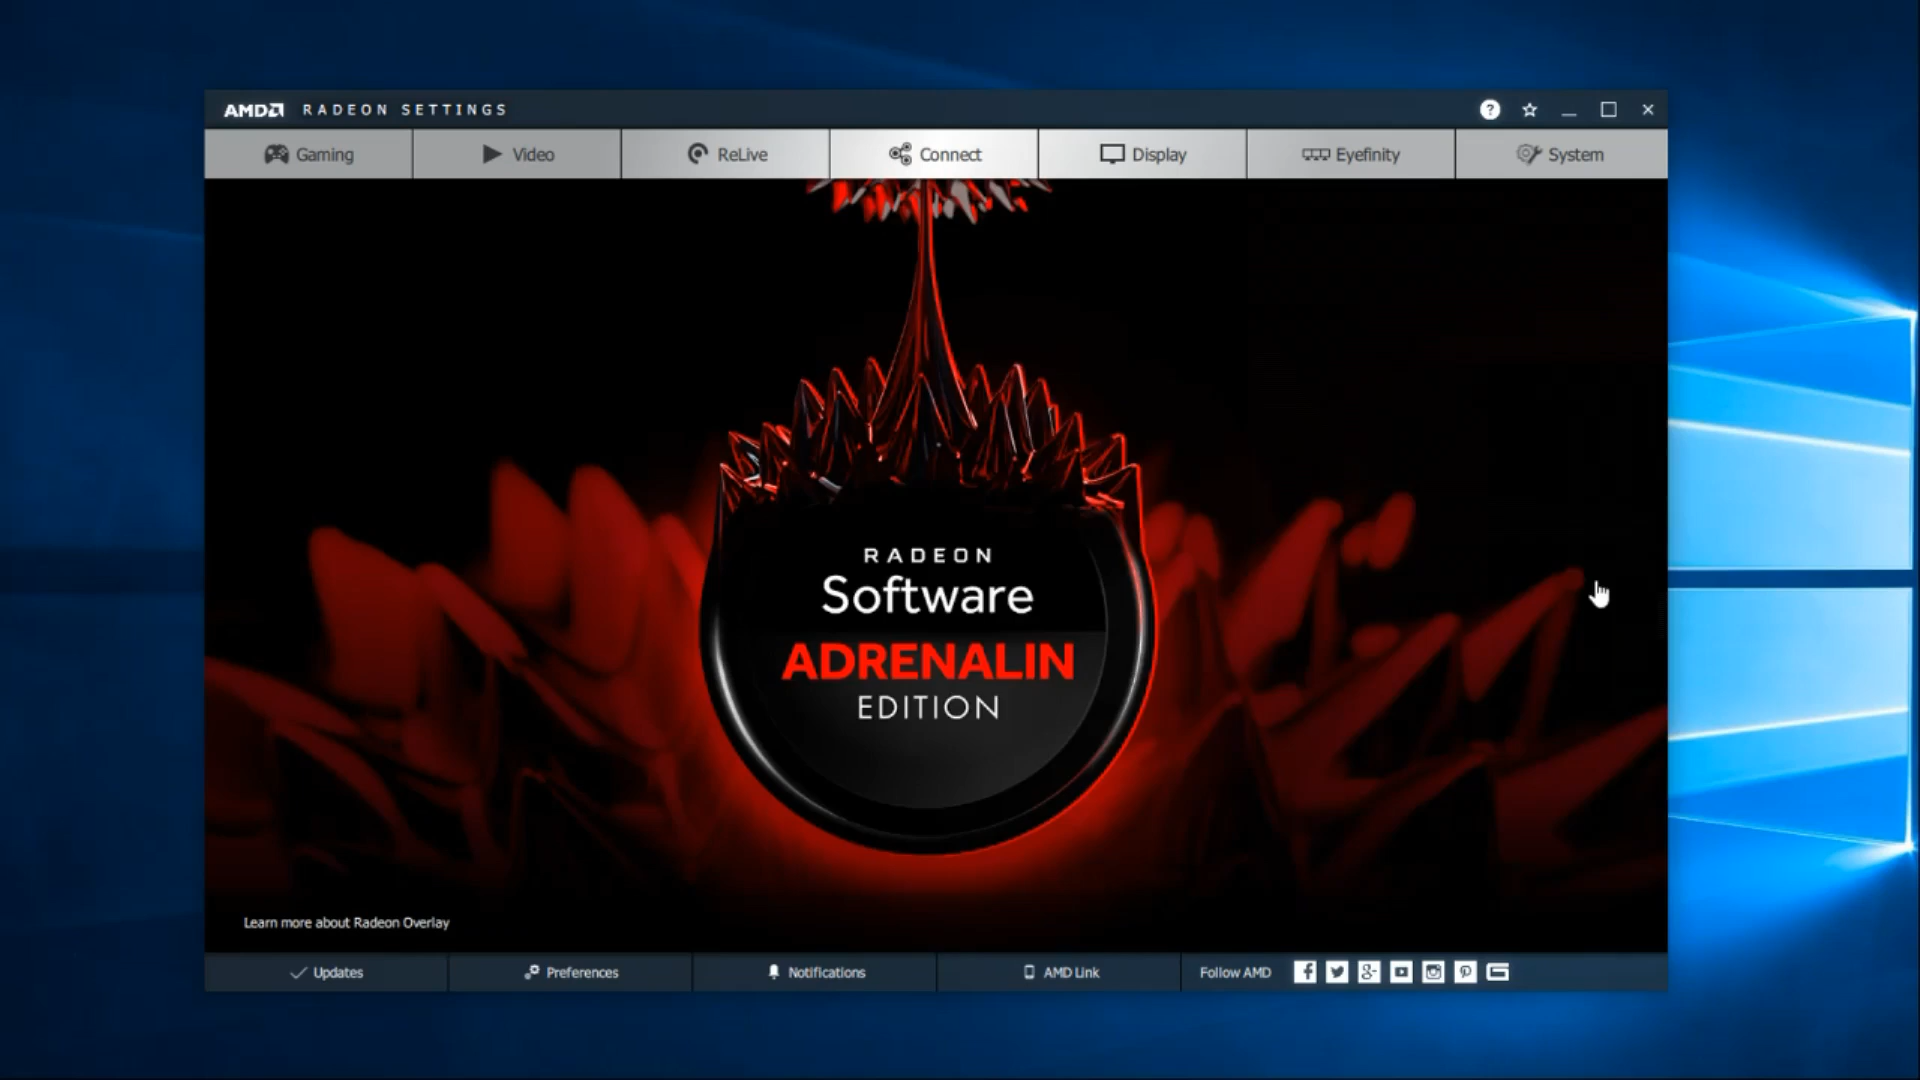 AMD RADEON SETTINGS
Gaming Video ReLive Connect Display Eyefinity System
RADEON
Software
ADRENALIN
EDITION
Learn more about Radeon Overlay
Updates Preferences Notifications AMD Link Follow AMD